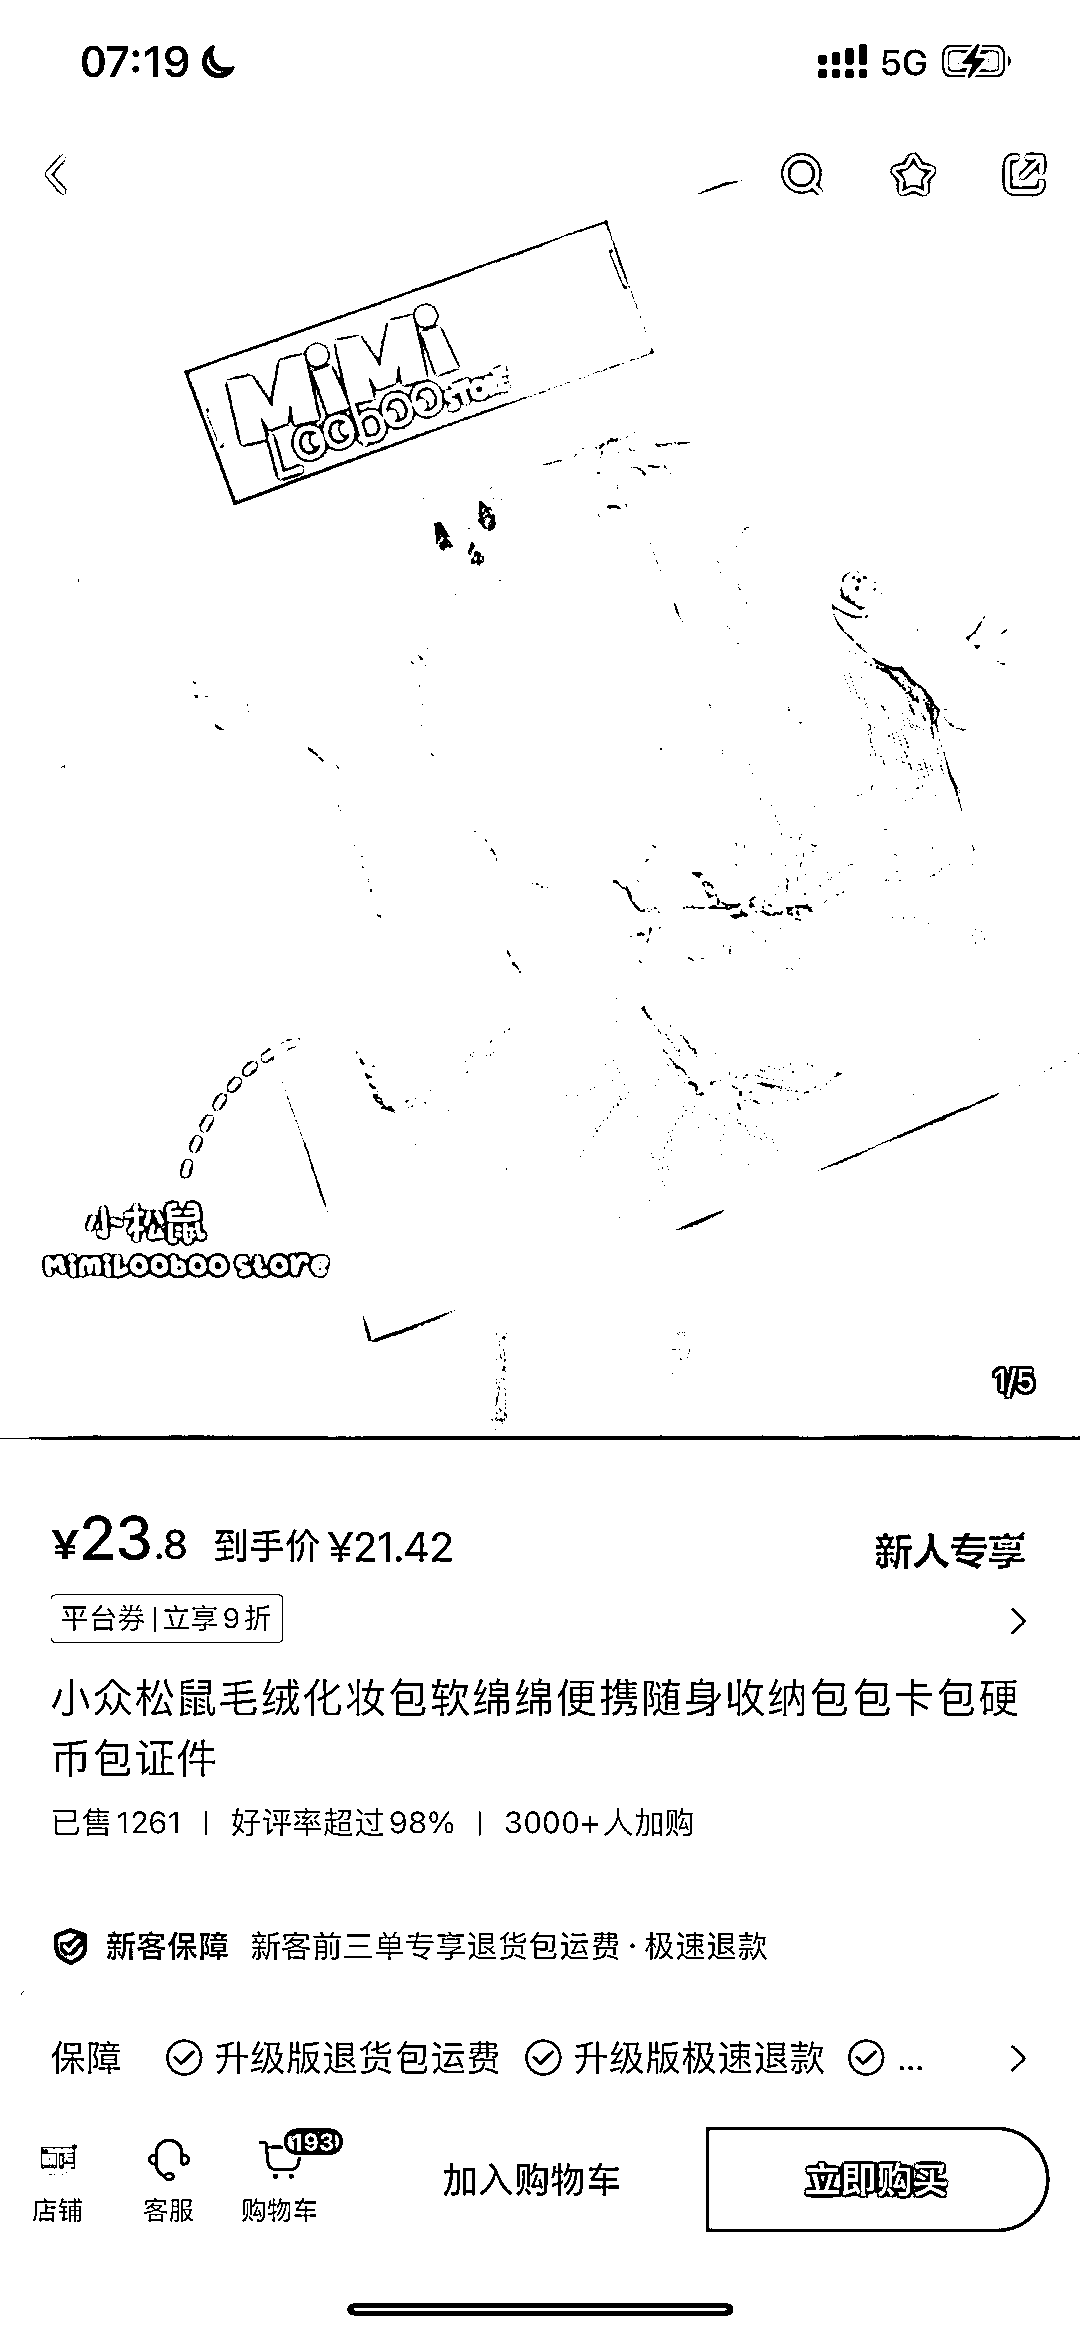 07:19
5G
MiMi
LOOBOO STORE
小松鼠
MimiLOOBOO STORE
1/5
¥23.8 到手价 ¥21.42
新人专享
平台券|立享9折
小众松鼠毛绒化妆包软绵绵便携随身收纳包包卡包硬
币包证件
已售1261 | 好评率超过98% | 3000+人加购
新客保障 新客前三单专享退货包运费·极速退款
保障 升级版退货包运费 升级版极速退款 ...
193
店铺 客服 购物车
加入购物车
立即购买